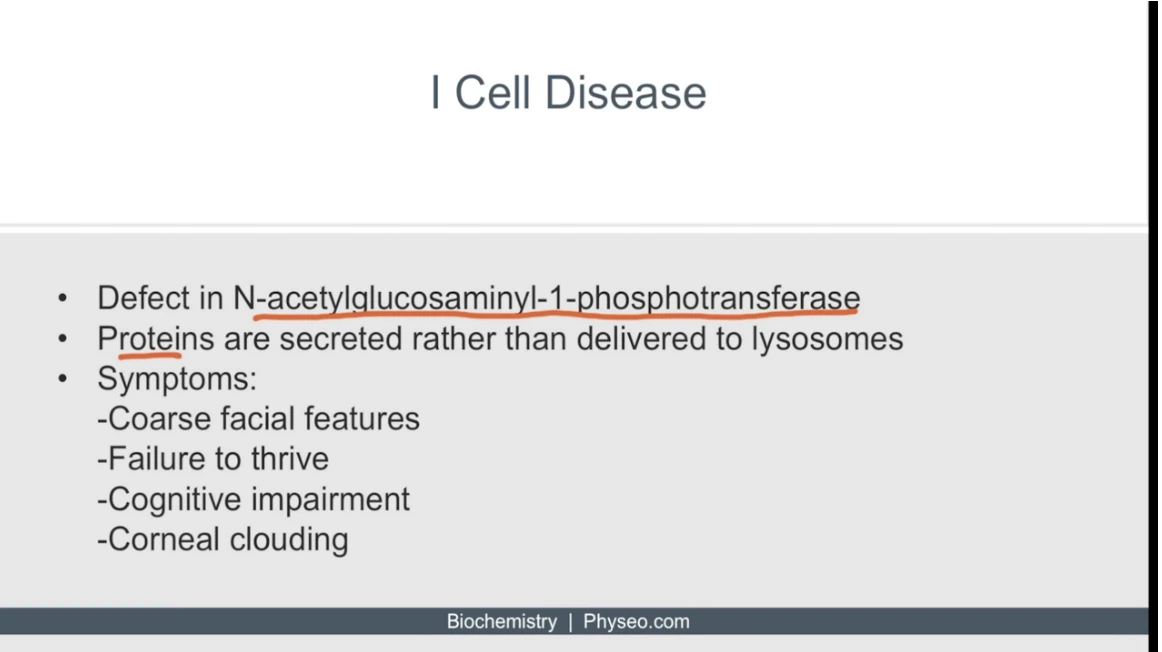 I Cell Disease
• Defect in N-acetylglucosaminyl-1-phosphotransferase
• Proteins are secreted rather than delivered to lysosomes
• Symptoms:
-Coarse facial features
-Failure to thrive
-Cognitive impairment
-Corneal clouding
Biochemistry | Physeo.com